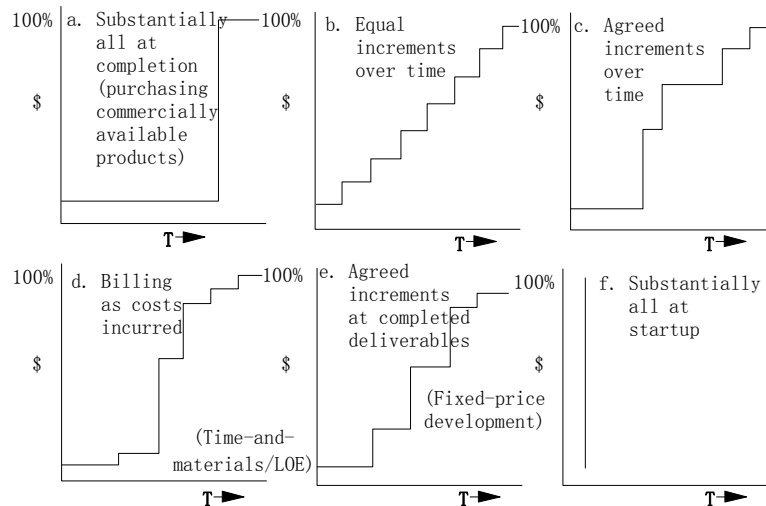 100%
a. Substantially
all at
completion
(purchasing
commercially
available
products)
$
T
100%
b. Equal
increments
over time
$
T
100%
c. Agreed
increments
over
time
$
T
100%
d. Billing
as costs
incurred
$
(Time-and-
materials/LOE)
T
100%
e. Agreed
increments
at completed
deliverables
$
(Fixed-price
development)
T
100%
f. Substantially
all at
startup
$
T